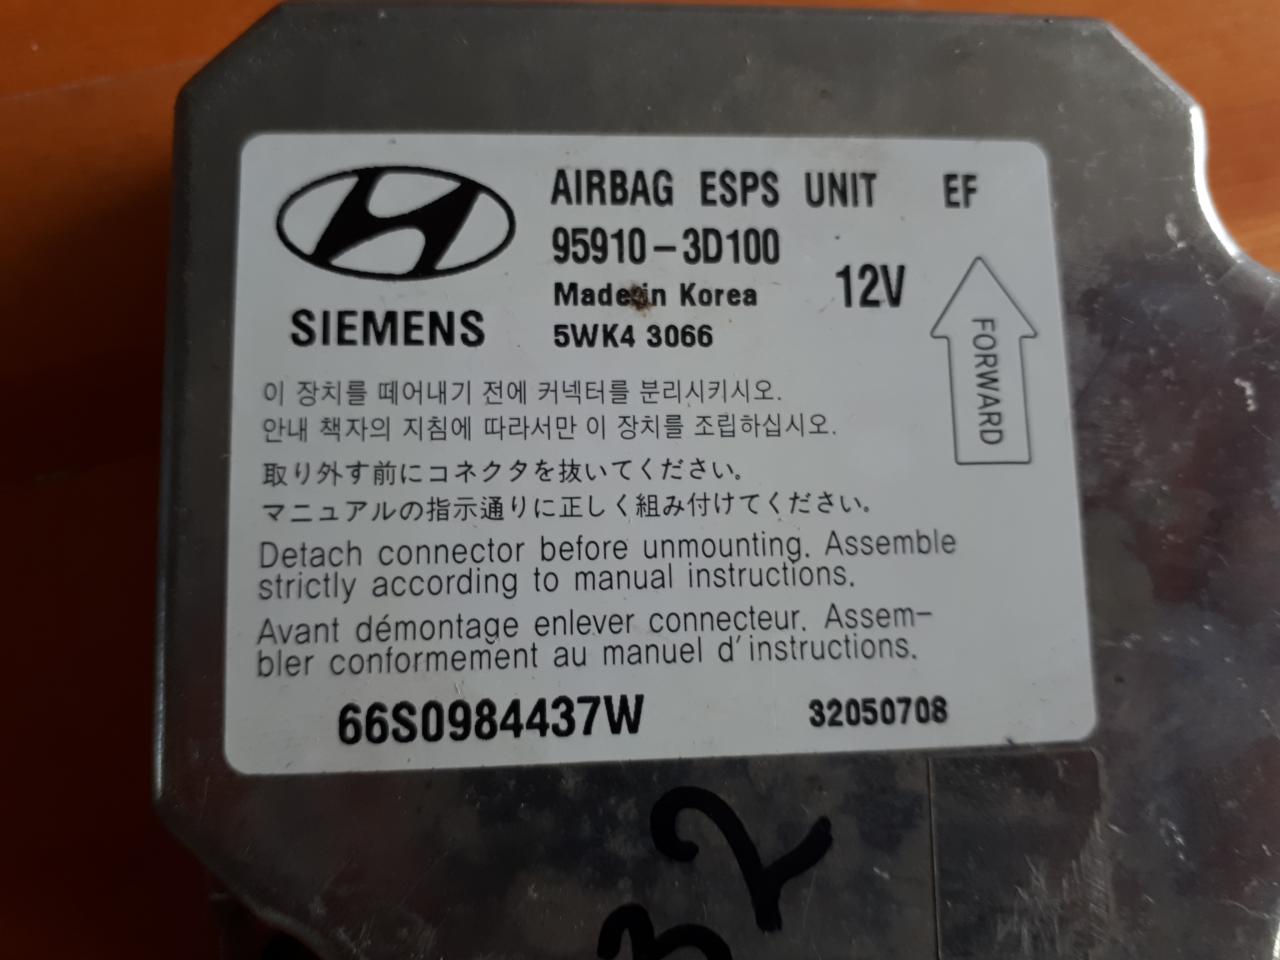 AIRBAG ESPS UNIT EF
95910-3D100
Made in Korea
12V
SIEMENS
5WK4 3066
FORWARD
이 장치를 떼어내기 전에 커넥터를 분리시키시오.
안내 책자의 지침에 따라서만 이 장치를 조립하십시오.
取り外す前にコネクタを抜いてください。
マニュアルの指示通りに正しく組み付けてください。
Detach connector before unmounting. Assemble
strictly according to manual instructions.
Avant démontage enlever connecteur. Assem-
bler conformement au manuel d'instructions.
66S0984437W 32050708
32